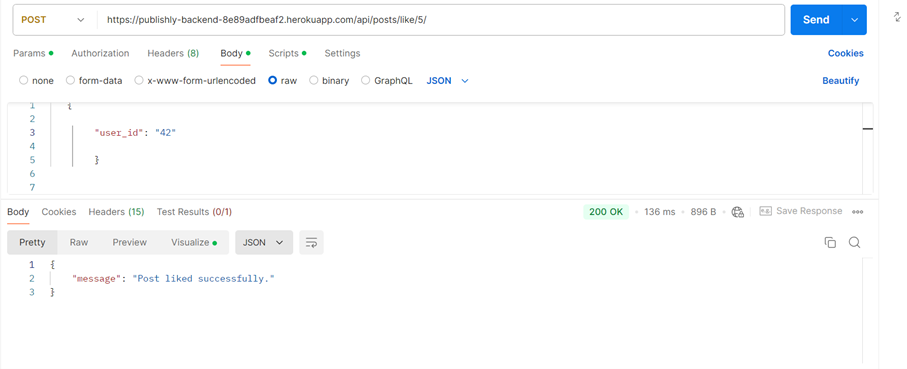 POST https://publishly-backend-8e89adfbeaf2.herokuapp.com/api/posts/like/5/ Send
Params Authorization Headers (8) Body Scripts Settings Cookies
none form-data x-www-form-urlencoded raw binary GraphQL JSON Beautify
1 {
2
3 "user_id": "42"
4
5 }
6
7
Body Cookies Headers (15) Test Results (0/1) 200 OK 136 ms 896 B Save Response
Pretty Raw Preview Visualize JSON
1 {
2 "message": "Post liked successfully."
3 }